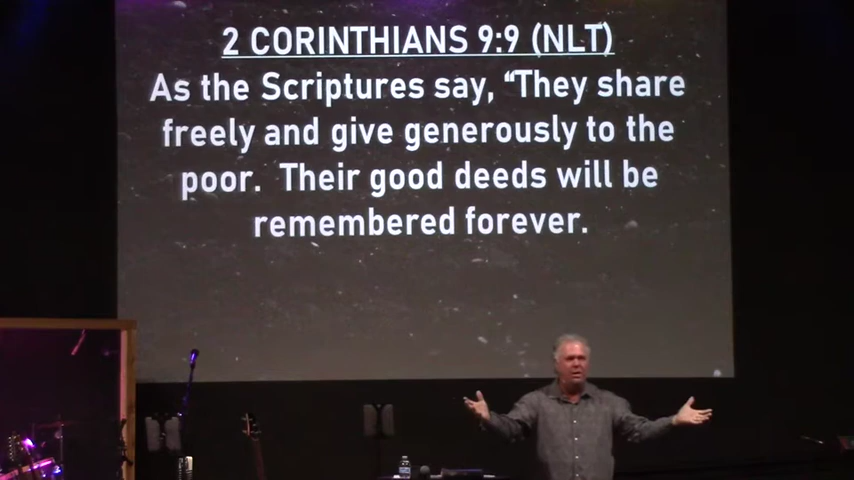 2 CORINTHIANS 9:9 (NLT)
As the Scriptures say, “They share
freely and give generously to the
poor.  Their good deeds will be
remembered forever.